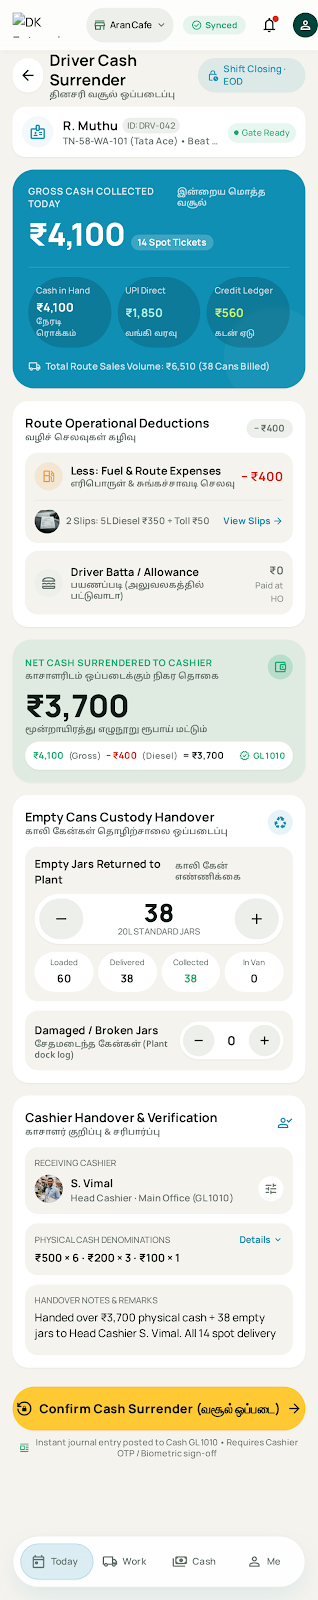 DK
Aran Cafe
Synced
Driver Cash
Surrender
தினசரி வசூல் ஒப்படைப்பு
Shift Closing ·
EOD
R. Muthu
ID: DRV-042
TN-58-WA-101 (Tata Ace) • Beat ...
Gate Ready
GROSS CASH COLLECTED
TODAY
இன்றைய மொத்த
வசூல்
₹4,100
14 Spot Tickets
Cash in Hand
₹4,100
நேரடி
ரொக்கம்
UPI Direct
₹1,850
வங்கி வரவு
Credit Ledger
₹560
கடன் ஏடு
Total Route Sales Volume: ₹6,510 (38 Cans Billed)
Route Operational Deductions
வழிச் செலவுகள் கழிவு
− ₹400
Less: Fuel & Route Expenses
எரிபொருள் & சுங்கச்சாவடி செலவு
− ₹400
2 Slips: 5L Diesel ₹350 + Toll ₹50
View Slips →
Driver Batta / Allowance
பயணப்படி (அலுவலகத்தில்
பட்டுவாடா)
₹0
Paid at
HO
NET CASH SURRENDERED TO CASHIER
காசாளரிடம் ஒப்படைக்கும் நிகர தொகை
₹3,700
மூன்றாயிரத்து எழுநூறு ரூபாய் மட்டும்
₹4,100 (Gross) − ₹400 (Diesel) = ₹3,700
GL 1010
Empty Cans Custody Handover
காலி கேன்கள் தொழிற்சாலை ஒப்படைப்பு
Empty Jars Returned to
Plant
காலி கேன்
எண்ணிக்கை
−
38
+
20L STANDARD JARS
Loaded
60
Delivered
38
Collected
38
In Van
0
Damaged / Broken Jars
சேதமடைந்த கேன்கள் (Plant
dock log)
−
0
+
Cashier Handover & Verification
காசாளர் குறிப்பு & சரிபார்ப்பு
RECEIVING CASHIER
S. Vimal
Head Cashier · Main Office (GL 1010)
PHYSICAL CASH DENOMINATIONS
Details
₹500 × 6 · ₹200 × 3 · ₹100 × 1
HANDOVER NOTES & REMARKS
Handed over ₹3,700 physical cash + 38 empty
jars to Head Cashier S. Vimal. All 14 spot delivery
Confirm Cash Surrender (வசூல் ஒப்படை) →
Instant journal entry posted to Cash GL 1010 • Requires Cashier
OTP / Biometric sign-off
Today
Work
Cash
Me